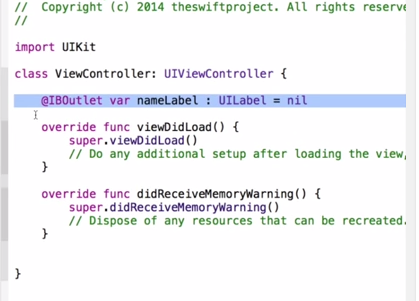 //  Copyright (c) 2014 theswiftproject. All rights reserve
//
import UIKit
class ViewController: UIViewController {
@IBOutlet var nameLabel : UILabel = nil
override func viewDidLoad() {
super.viewDidLoad()
// Do any additional setup after loading the view,
}
override func didReceiveMemoryWarning() {
super.didReceiveMemoryWarning()
// Dispose of any resources that can be recreated.
}
}